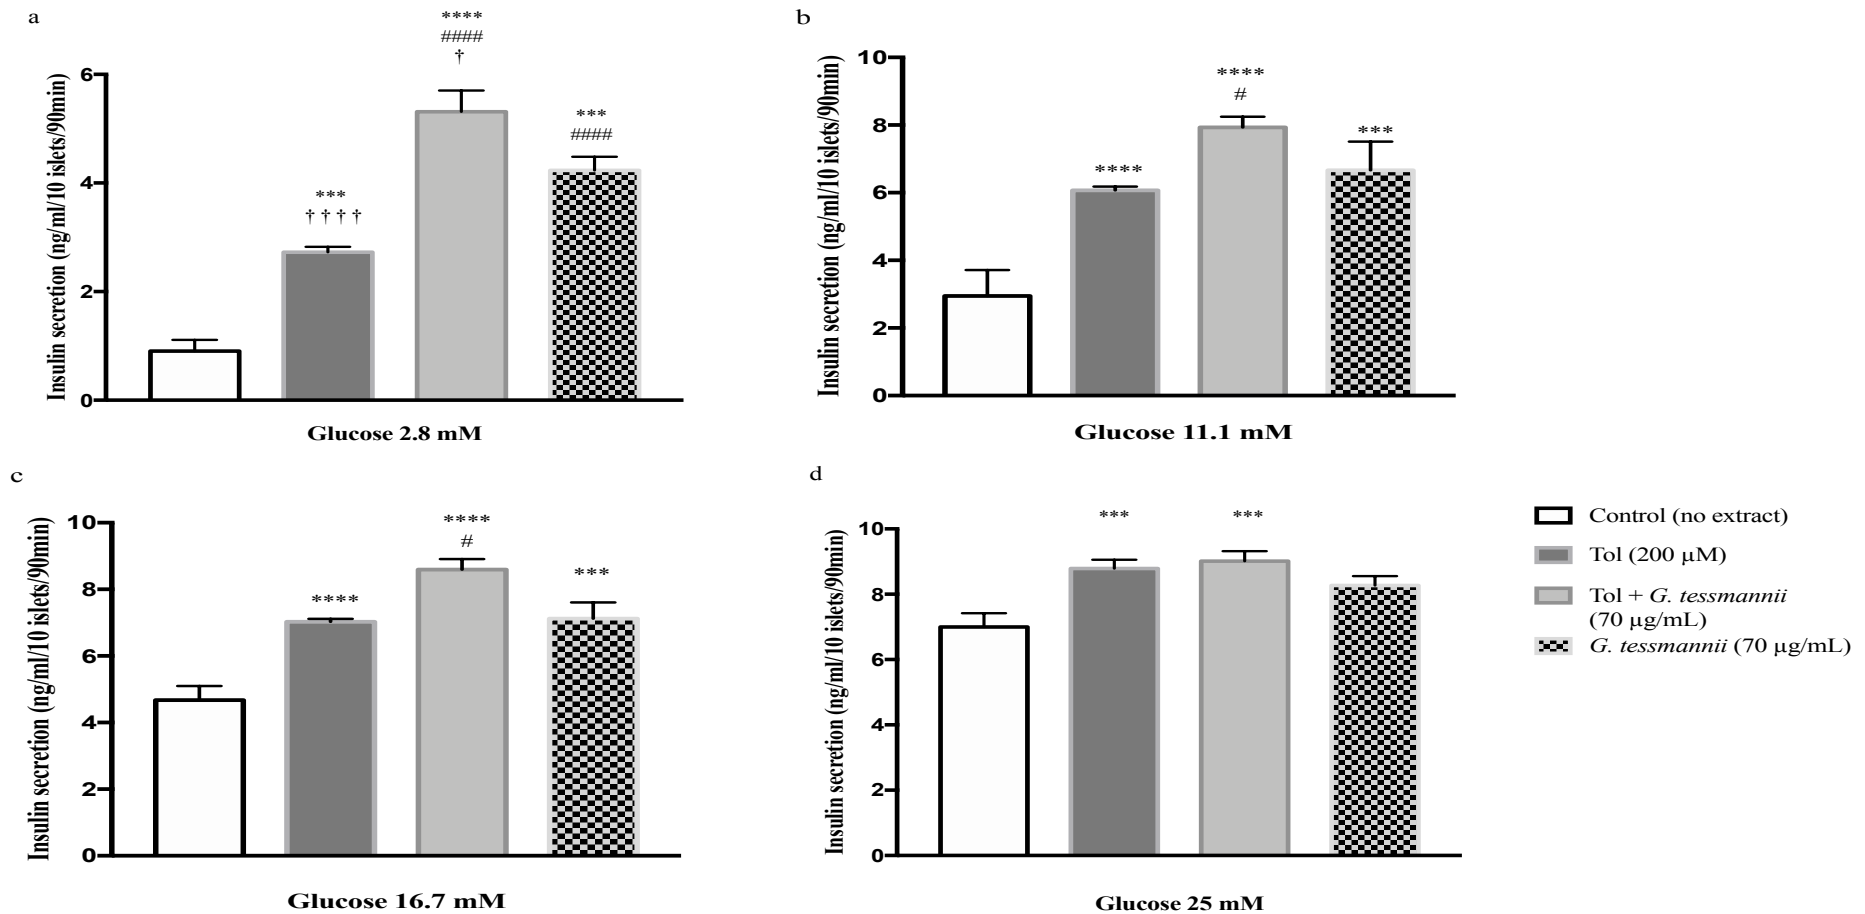 a
****
####
†
***
####
***
† † † †
Insulin secretion (ng/ml/10 islets/90min)
6
4
2
0
Glucose 2.8 mM
b
****
#
***
****
Insulin secretion (ng/ml/10 islets/90min)
10
8
6
4
2
0
Glucose 11.1 mM
c
****
#
***
****
Insulin secretion (ng/ml/10 islets/90min)
10
8
6
4
2
0
Glucose 16.7 mM
d
***
***
Insulin secretion (ng/ml/10 islets/90min)
10
8
6
4
2
0
Glucose 25 mM
Control (no extract)
Tol (200 µM)
Tol + G. tessmannii
(70 µg/mL)
G. tessmannii (70 µg/mL)